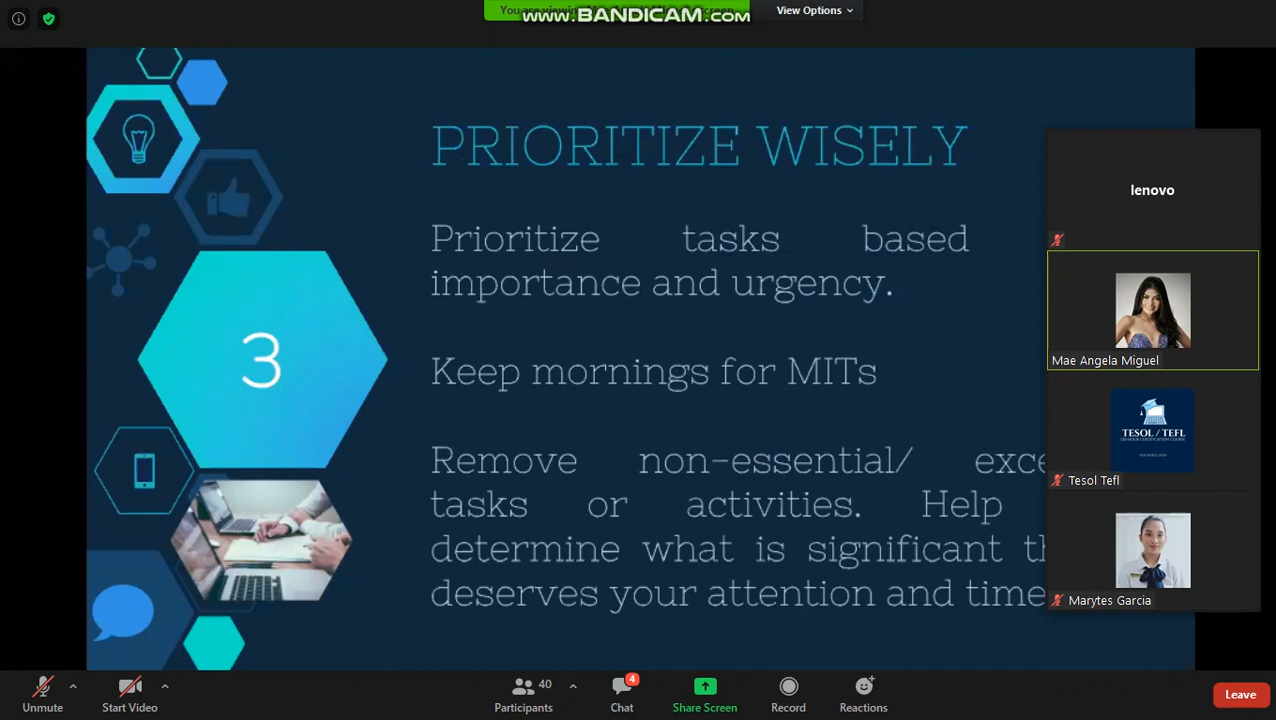 www.BANDICAM.com
View Options
PRIORITIZE WISELY
Prioritize tasks based
importance and urgency.
Keep mornings for MITs
Remove non-essential/
tasks or activities. Help
determine what is significant
deserves your attention and time
3
lenovo
Mae Angela Miguel
TESOL / TEFL
Tesol Tefl
Marytes Garcia
Unmute
Start Video
40
Participants
4
Chat
Share Screen
Record
Reactions
Leave